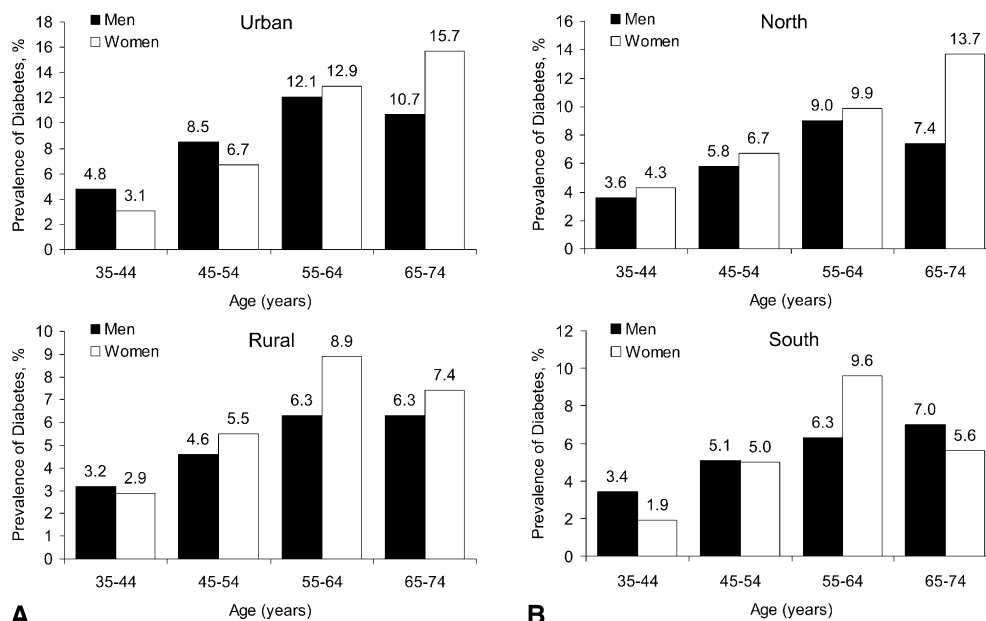 Urban
Men
Women
Prevalence of Diabetes, %
18
16
14
12
10
8
6
4
2
0
4.8
3.1
8.5
6.7
12.1
12.9
10.7
15.7
35-44 45-54 55-64 65-74
Age (years)
Rural
Men
Women
Prevalence of Diabetes, %
10
9
8
7
6
5
4
3
2
1
0
3.2
2.9
4.6
5.5
6.3
8.9
6.3
7.4
35-44 45-54 55-64 65-74
Age (years)
A
North
Men
Women
Prevalence of Diabetes, %
16
14
12
10
8
6
4
2
0
3.6
4.3
5.8
6.7
9.0
9.9
7.4
13.7
35-44 45-54 55-64 65-74
Age (years)
South
Men
Women
Prevalence of Diabetes, %
12
10
8
6
4
2
0
3.4
1.9
5.1
5.0
6.3
9.6
7.0
5.6
35-44 45-54 55-64 65-74
Age (years)
B